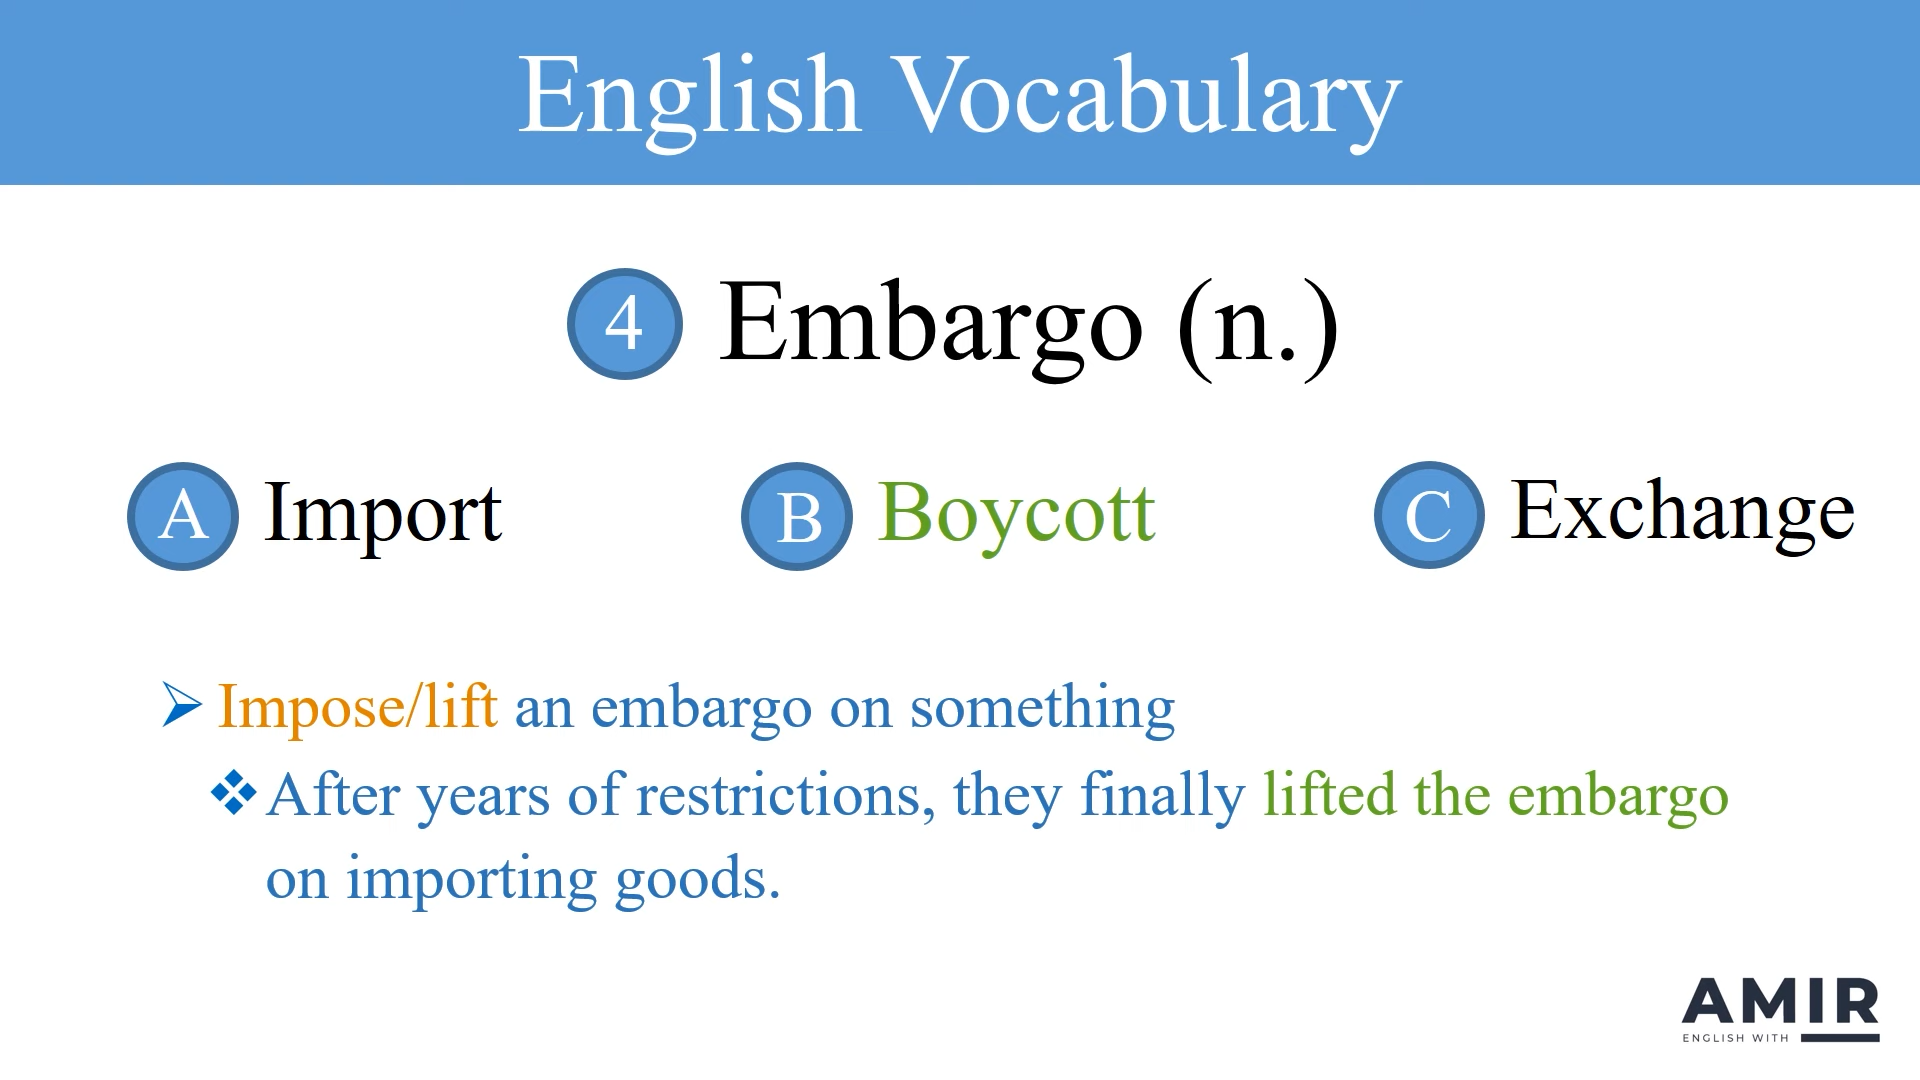 English Vocabulary
4 Embargo (n.)
A Import B Boycott C Exchange
Impose/lift an embargo on something
After years of restrictions, they finally lifted the embargo
on importing goods.
AMIR
ENGLISH WITH